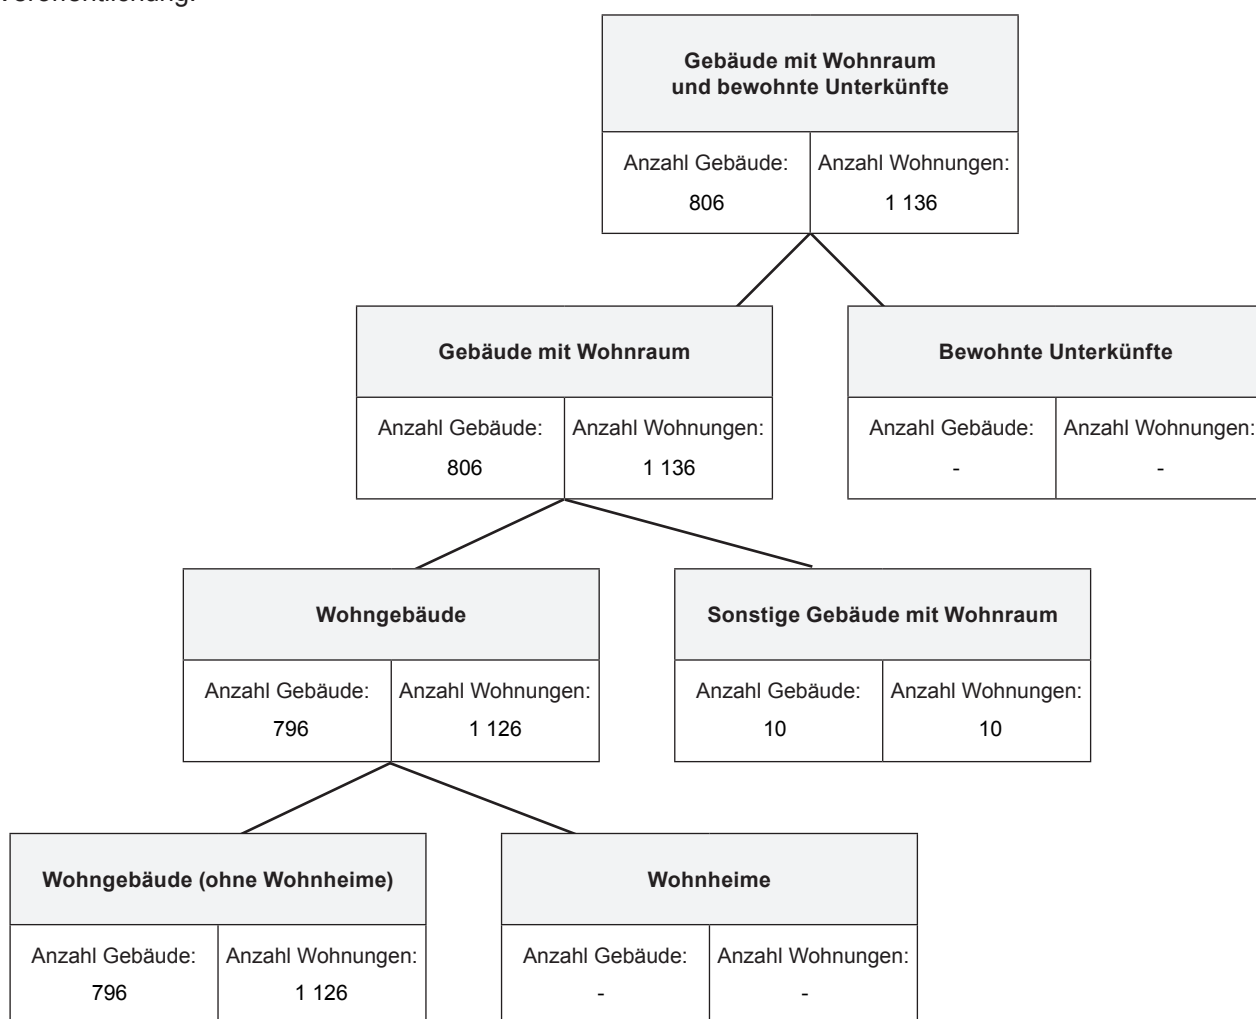 Veröffentlichung.
Gebäude mit Wohnraum
und bewohnte Unterkünfte
Anzahl Gebäude: Anzahl Wohnungen:
806 1 136
Gebäude mit Wohnraum Bewohnte Unterkünfte
Anzahl Gebäude: Anzahl Wohnungen: Anzahl Gebäude: Anzahl Wohnungen:
806 1 136 - -
Wohngebäude Sonstige Gebäude mit Wohnraum
Anzahl Gebäude: Anzahl Wohnungen: Anzahl Gebäude: Anzahl Wohnungen:
796 1 126 10 10
Wohngebäude (ohne Wohnheime) Wohnheime
Anzahl Gebäude: Anzahl Wohnungen: Anzahl Gebäude: Anzahl Wohnungen:
796 1 126 - -